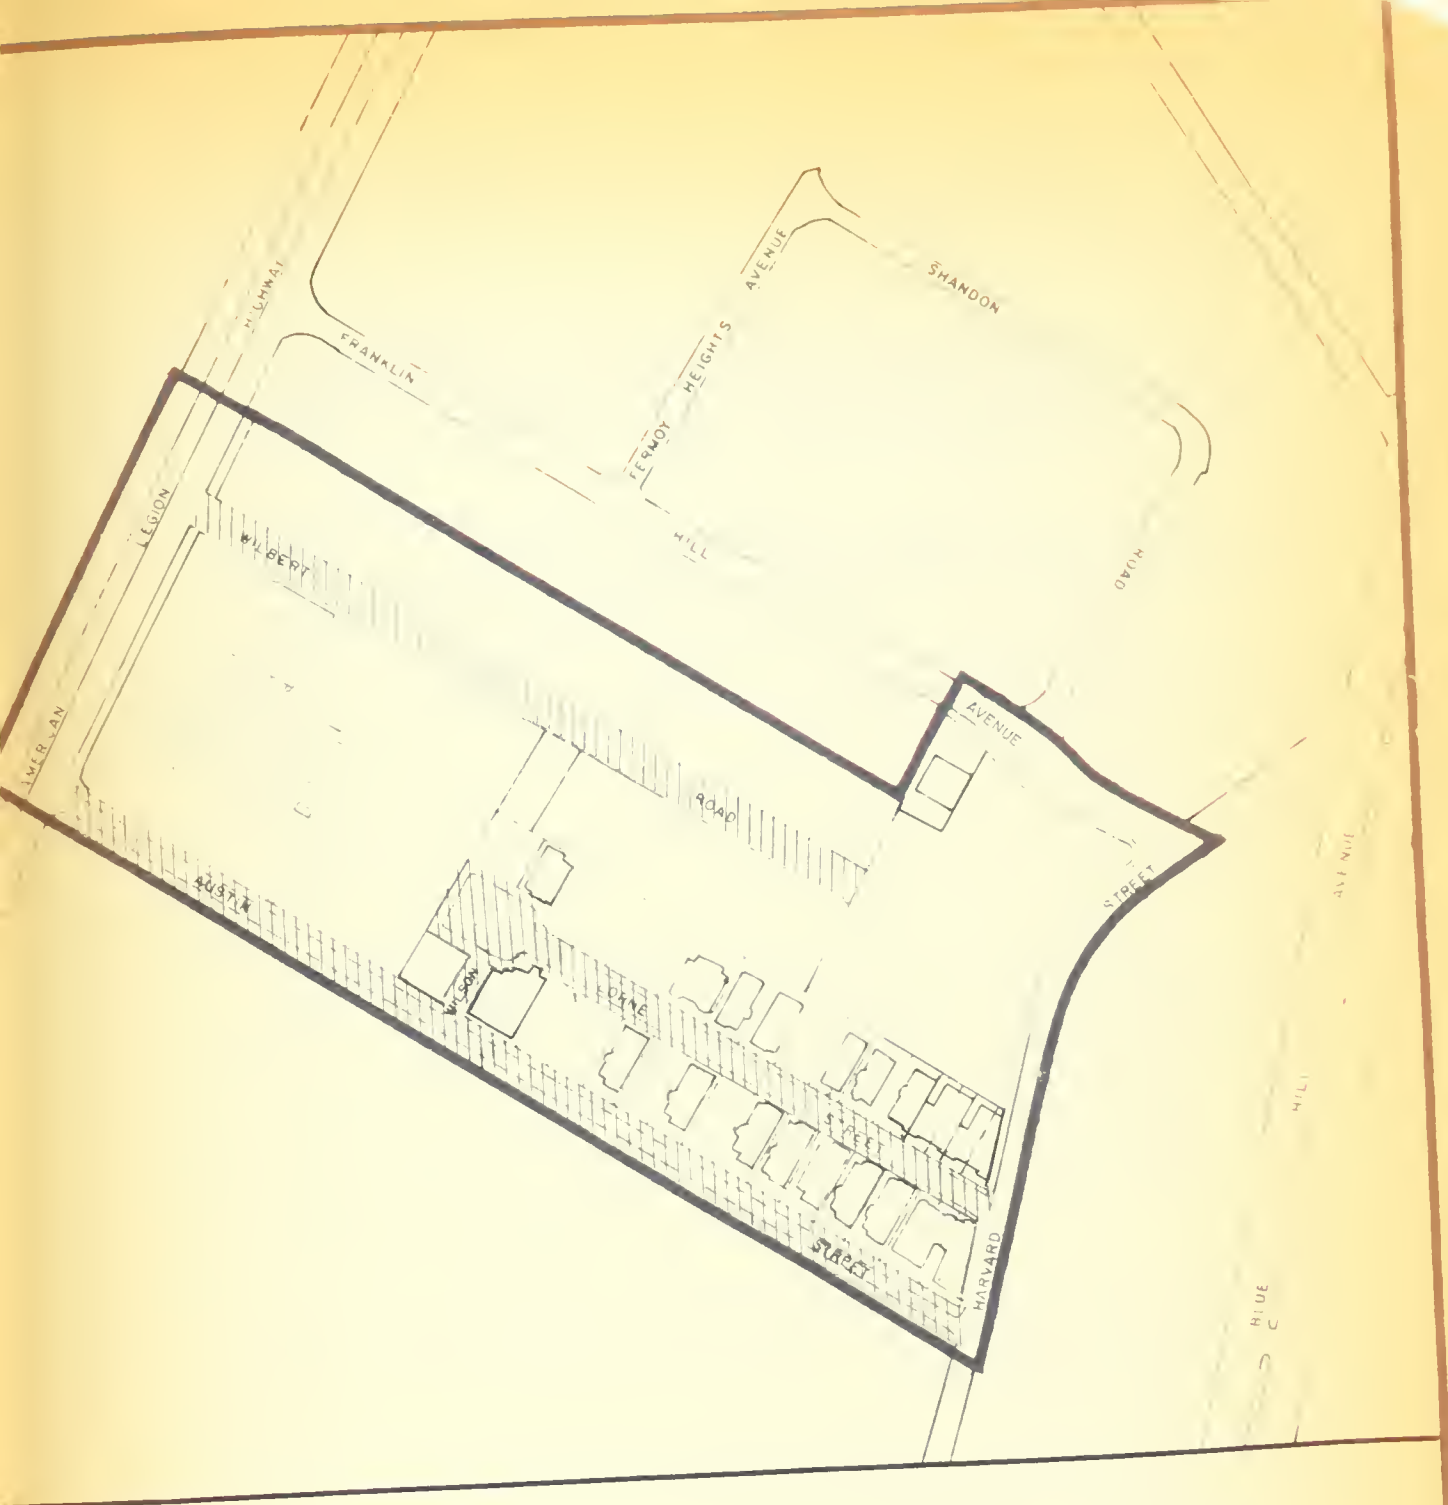 HIGHWAY
FRANKLIN
HILL
AVENUE
FERMOY HEIGHTS AVENUE
SHANDON
ROAD
LEGION
WILBERT
ROAD
AUSTIN
STREET
WILSON
LORNE
STREET
HARVARD
STREET
BLUE
HILL
AVENUE